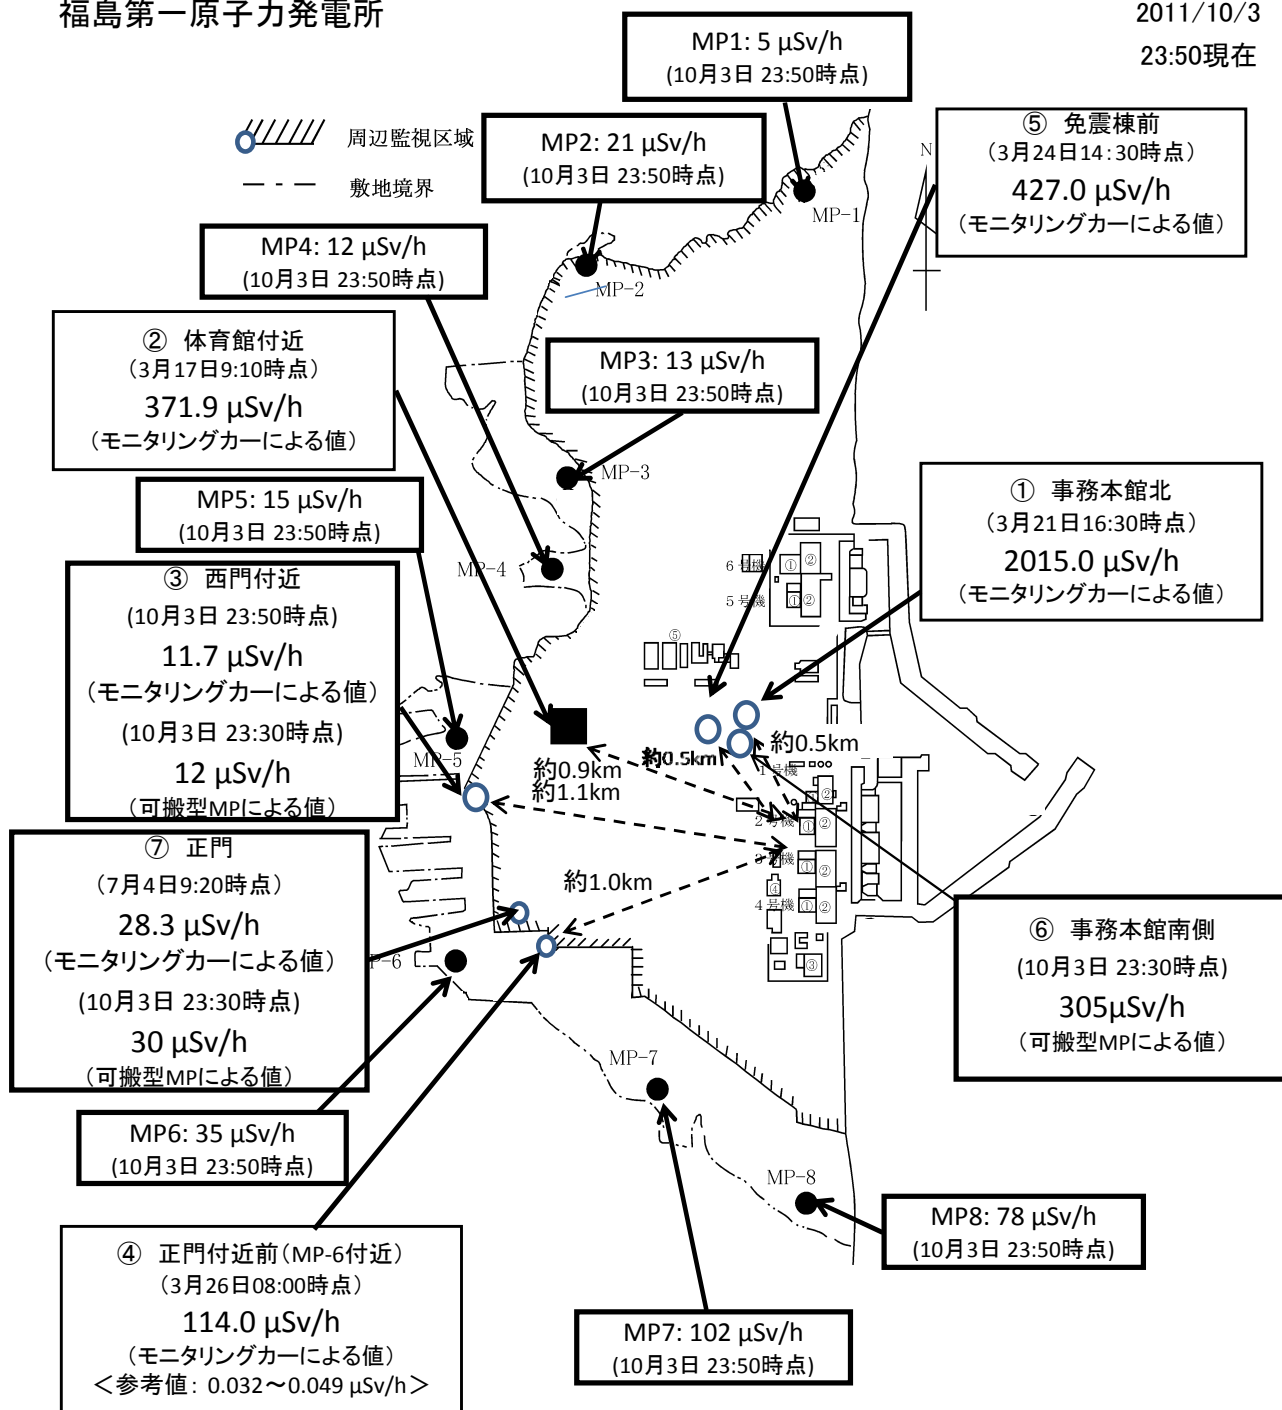 福島第一原子力発電所
2011/10/3
23:50現在
MP1: 5 μSv/h
(10月3日 23:50時点)
周辺監視区域
敷地境界
MP2: 21 μSv/h
(10月3日 23:50時点)
⑤ 免震棟前
(3月24日14:30時点)
427.0 μSv/h
(モニタリングカーによる値)
N
MP-1
MP4: 12 μSv/h
(10月3日 23:50時点)
MP-2
② 体育館付近
(3月17日9:10時点)
371.9 μSv/h
(モニタリングカーによる値)
MP3: 13 μSv/h
(10月3日 23:50時点)
MP-3
MP5: 15 μSv/h
(10月3日 23:50時点)
① 事務本館北
(3月21日16:30時点)
2015.0 μSv/h
(モニタリングカーによる値)
MP-4
③ 西門付近
(10月3日 23:50時点)
11.7 μSv/h
(モニタリングカーによる値)
(10月3日 23:30時点)
12 μSv/h
(可搬型MPによる値)
6号機
① ②
5号機
① ②
⑤
MP-5
約0.9km
約1.1km
約0.5km
約0.5km
1号機
②
2号機
① ②
3号機
① ②
④
4号機
① ②
③
約1.0km
⑦ 正門
(7月4日9:20時点)
28.3 μSv/h
(モニタリングカーによる値)
(10月3日 23:30時点)
30 μSv/h
(可搬型MPによる値)
P-6
⑥ 事務本館南側
(10月3日 23:30時点)
305μSv/h
(可搬型MPによる値)
MP-7
MP6: 35 μSv/h
(10月3日 23:50時点)
MP-8
MP8: 78 μSv/h
(10月3日 23:50時点)
④ 正門付近前(MP-6付近)
(3月26日08:00時点)
114.0 μSv/h
(モニタリングカーによる値)
<参考値: 0.032～0.049 μSv/h>
MP7: 102 μSv/h
(10月3日 23:50時点)